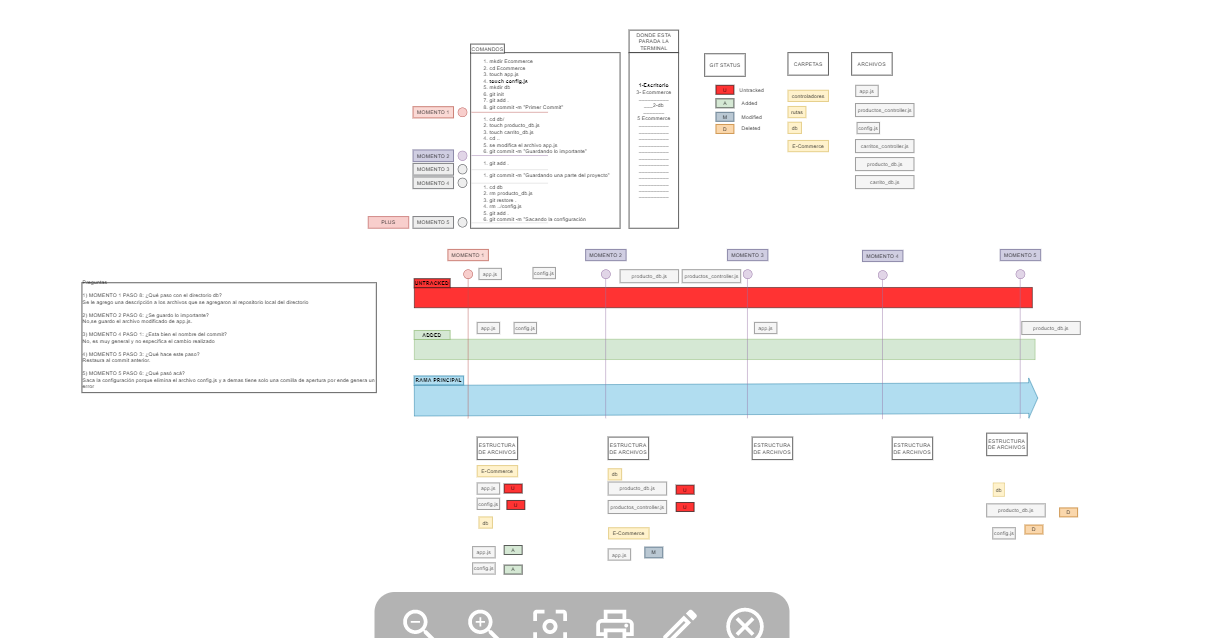 COMANDOS
1. mkdir Ecommerce
2. cd Ecommerce
3. touch app.js
4. touch config.js
5. mkdir db
6. git init
7. git add .
8. git commit -m "Primer Commit"
1. cd db/
2. touch producto_db.js
3. touch carrito_db.js
4. cd ..
5. se modifica el archivo app.js
6. git commit -m "Guardando lo importante"
1. git add .
1. git commit -m "Guardando una parte del proyecto"
1. cd db
2. rm producto_db.js
3. git restore .
4. rm ../config.js
5. git add .
6. git commit -m "Sacando la configuración
MOMENTO 1
MOMENTO 2
MOMENTO 3
MOMENTO 4
PLUS
MOMENTO 5
DONDE ESTA
PARADA LA
TERMINAL
1-Escritorio
3- Ecommerce
___2-db
5 Ecommerce
GIT STATUS
U Untracked
A Added
M Modified
D Deleted
CARPETAS
controladores
rutas
db
E-Commerce
ARCHIVOS
app.js
productos_controller.js
config.js
carritos_controller.js
producto_db.js
carrito_db.js
MOMENTO 1
MOMENTO 2
MOMENTO 3
MOMENTO 4
MOMENTO 5
app.js
config.js
producto_db.js
productos_controller.js
UNTRACKED
app.js
config.js
app.js
producto_db.js
ADDED
RAMA PRINCIPAL
Preguntas
1) MOMENTO 1 PASO 8: ¿Qué pasó con el directorio db?
Se le agrego una descripción a los archivos que se agregaron al repositorio local del directorio
2) MOMENTO 2 PASO 6: ¿Se guardo lo importante?
No,se guardo el archivo modificado de app.js.
3) MOMENTO 4 PASO 1: ¿Esta bien el nombre del commit?
No, es muy general y no especifica el cambio realizado
4) MOMENTO 5 PASO 3: ¿Qué hace este paso?
Restaura al commit anterior.
5) MOMENTO 5 PASO 6: ¿Qué pasó acá?
Saca la configuración porque elimina el archivo config.js y a demas tiene solo una comilla de apertura por ende genera un
error
ESTRUCTURA
DE ARCHIVOS
E-Commerce
app.js U
config.js U
db
app.js A
config.js A
ESTRUCTURA
DE ARCHIVOS
db
producto_db.js U
productos_controller.js U
E-Commerce
app.js M
ESTRUCTURA
DE ARCHIVOS
ESTRUCTURA
DE ARCHIVOS
ESTRUCTURA
DE ARCHIVOS
db
producto_db.js D
config.js D